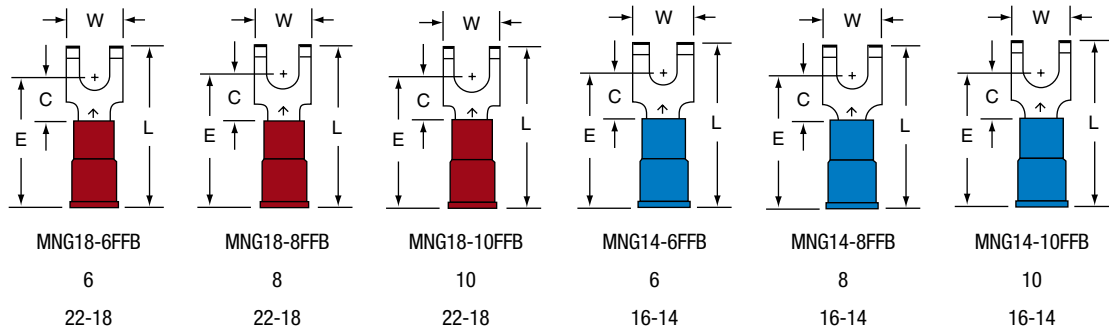 W W W W W W
C C C C C C
E L E L E L E L E L E L
MNG18-6FFB MNG18-8FFB MNG18-10FFB MNG14-6FFB MNG14-8FFB MNG14-10FFB
6 8 10 6 8 10
22-18 22-18 22-18 16-14 16-14 16-14